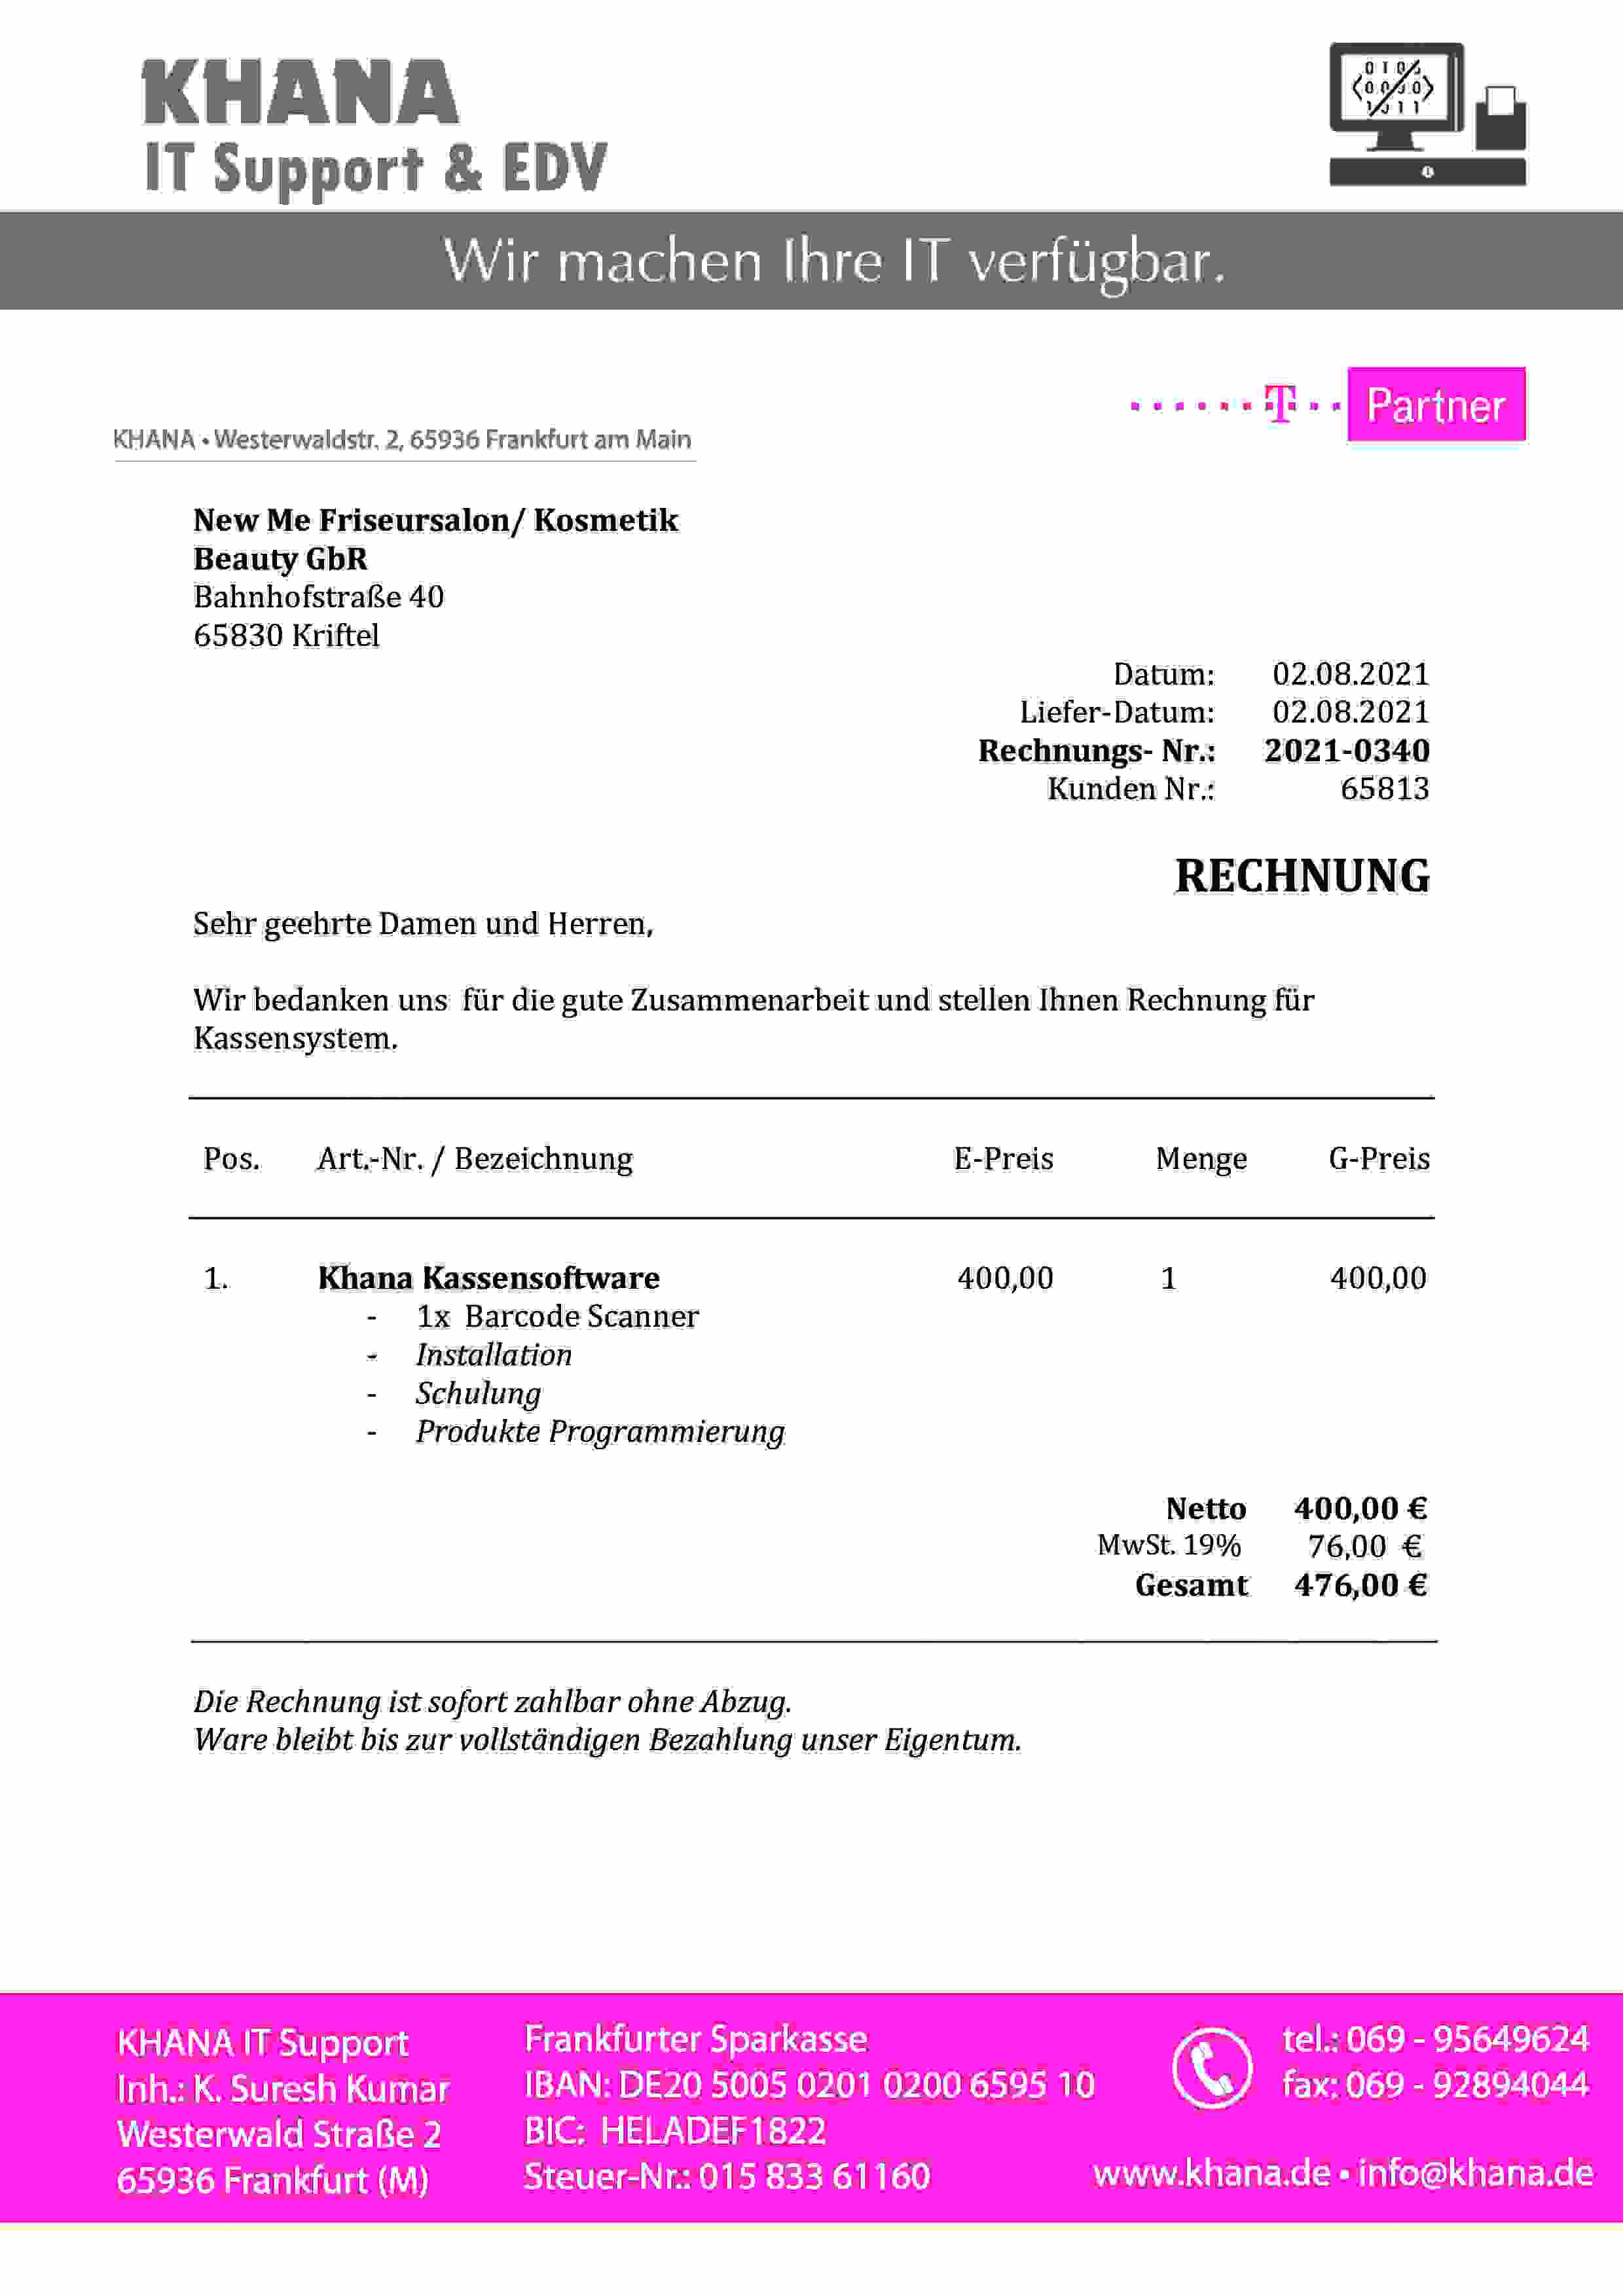 KHANA
IT Support & EDV
Wir machen Ihre IT verfügbar.
T Partner
KHANA • Westerwaldstr. 2, 65936 Frankfurt am Main
New Me Friseursalon/ Kosmetik
Beauty GbR
Bahnhofstraße 40
65830 Kriftel
Datum: 02.08.2021
Liefer-Datum: 02.08.2021
Rechnungs- Nr.: 2021-0340
Kunden Nr.: 65813
RECHNUNG
Sehr geehrte Damen und Herren,
Wir bedanken uns für die gute Zusammenarbeit und stellen Ihnen Rechnung für
Kassensystem.
Pos. Art.-Nr. / Bezeichnung E-Preis Menge G-Preis
1. Khana Kassensoftware 400,00 1 400,00
- 1x Barcode Scanner
- Installation
- Schulung
- Produkte Programmierung
Netto 400,00 €
MwSt. 19% 76,00 €
Gesamt 476,00 €
Die Rechnung ist sofort zahlbar ohne Abzug.
Ware bleibt bis zur vollständigen Bezahlung unser Eigentum.
KHANA IT Support
Inh.: K. Suresh Kumar
Westerwald Straße 2
65936 Frankfurt (M)
Frankfurter Sparkasse
IBAN: DE20 5005 0201 0200 6595 10
BIC: HELADEF1822
Steuer-Nr.: 015 833 61160
tel.: 069 - 95649624
fax: 069 - 92894044
www.khana.de • info@khana.de